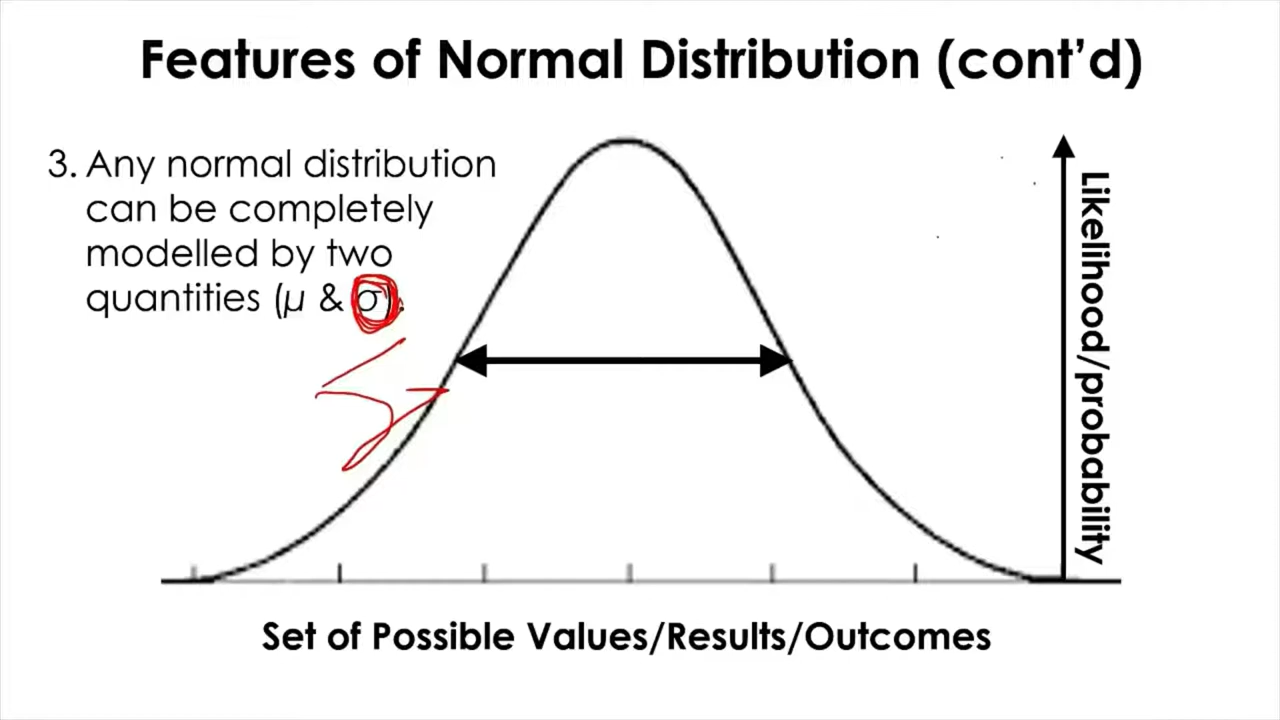 Features of Normal Distribution (cont’d)
3. Any normal distribution
can be completely
modelled by two
quantities (μ & σ).
Likelihood/probability
Set of Possible Values/Results/Outcomes